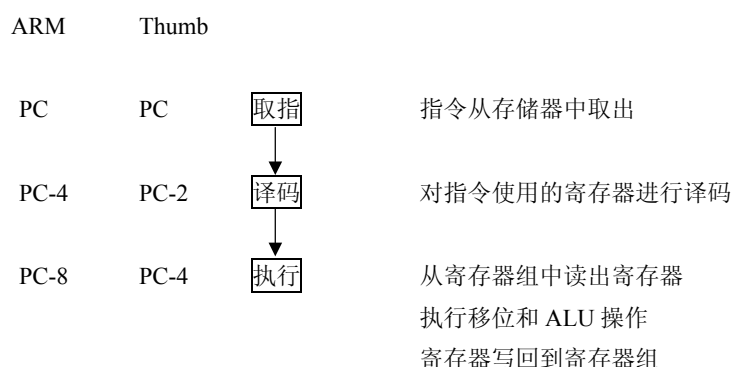 ARM Thumb
PC PC 取指 指令从存储器中取出
PC-4 PC-2 译码 对指令使用的寄存器进行译码
PC-8 PC-4 执行 从寄存器组中读出寄存器
执行移位和 ALU 操作
寄存器写回到寄存器组